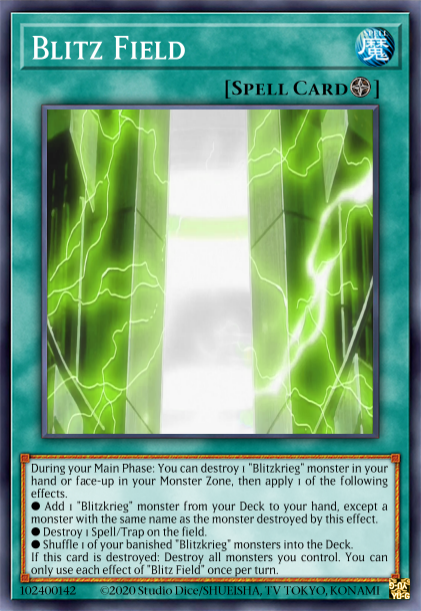 Blitz Field
SPELL
魔
[Spell Card]
During your Main Phase: You can destroy 1 "Blitzkrieg" monster in your
hand or face-up in your Monster Zone, then apply 1 of the following
effects.
● Add 1 "Blitzkrieg" monster from your Deck to your hand, except a
monster with the same name as the monster destroyed by this effect.
● Destroy 1 Spell/Trap on the field.
● Shuffle 1 of your banished "Blitzkrieg" monsters into the Deck.
If this card is destroyed: Destroy all monsters you control. You can
only use each effect of "Blitz Field" once per turn.
102400142 ©2020 Studio Dice/SHUEISHA, TV TOKYO, KONAMI